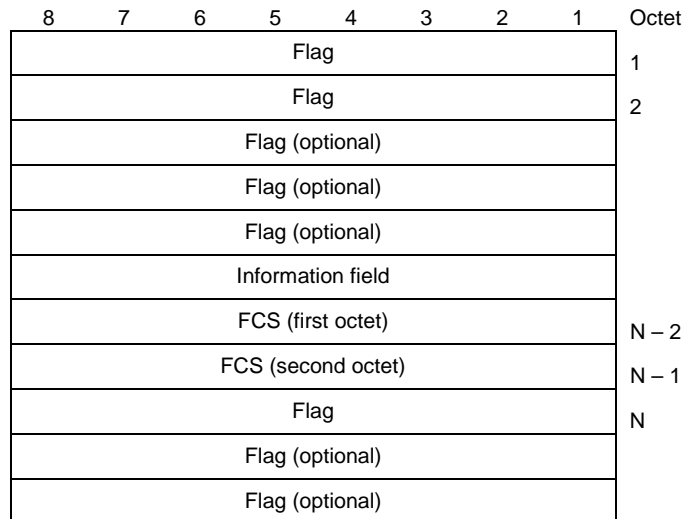 8 7 6 5 4 3 2 1 Octet
Flag 1
Flag 2
Flag (optional)
Flag (optional)
Flag (optional)
Information field
FCS (first octet) N – 2
FCS (second octet) N – 1
Flag N
Flag (optional)
Flag (optional)